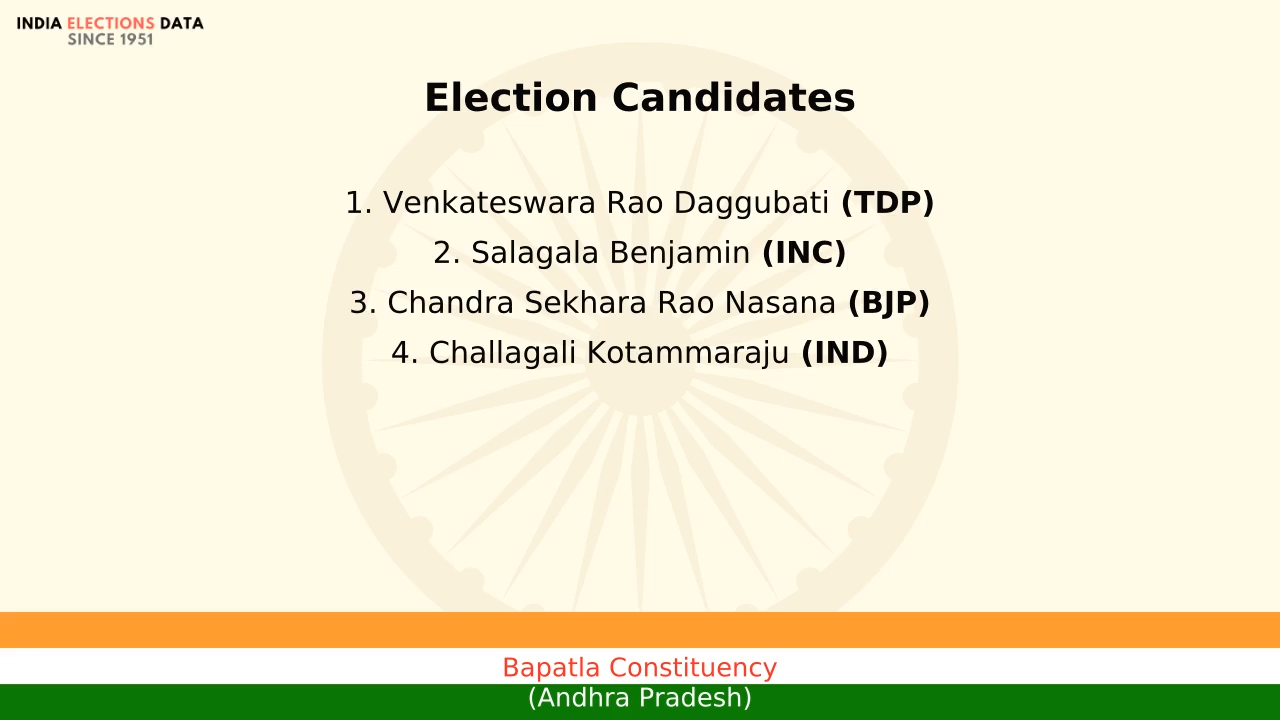 INDIA ELECTIONS DATA
SINCE 1951
Election Candidates
1. Venkateswara Rao Daggubati (TDP)
2. Salagala Benjamin (INC)
3. Chandra Sekhara Rao Nasana (BJP)
4. Challagali Kotammaraju (IND)
Bapatla Constituency
(Andhra Pradesh)